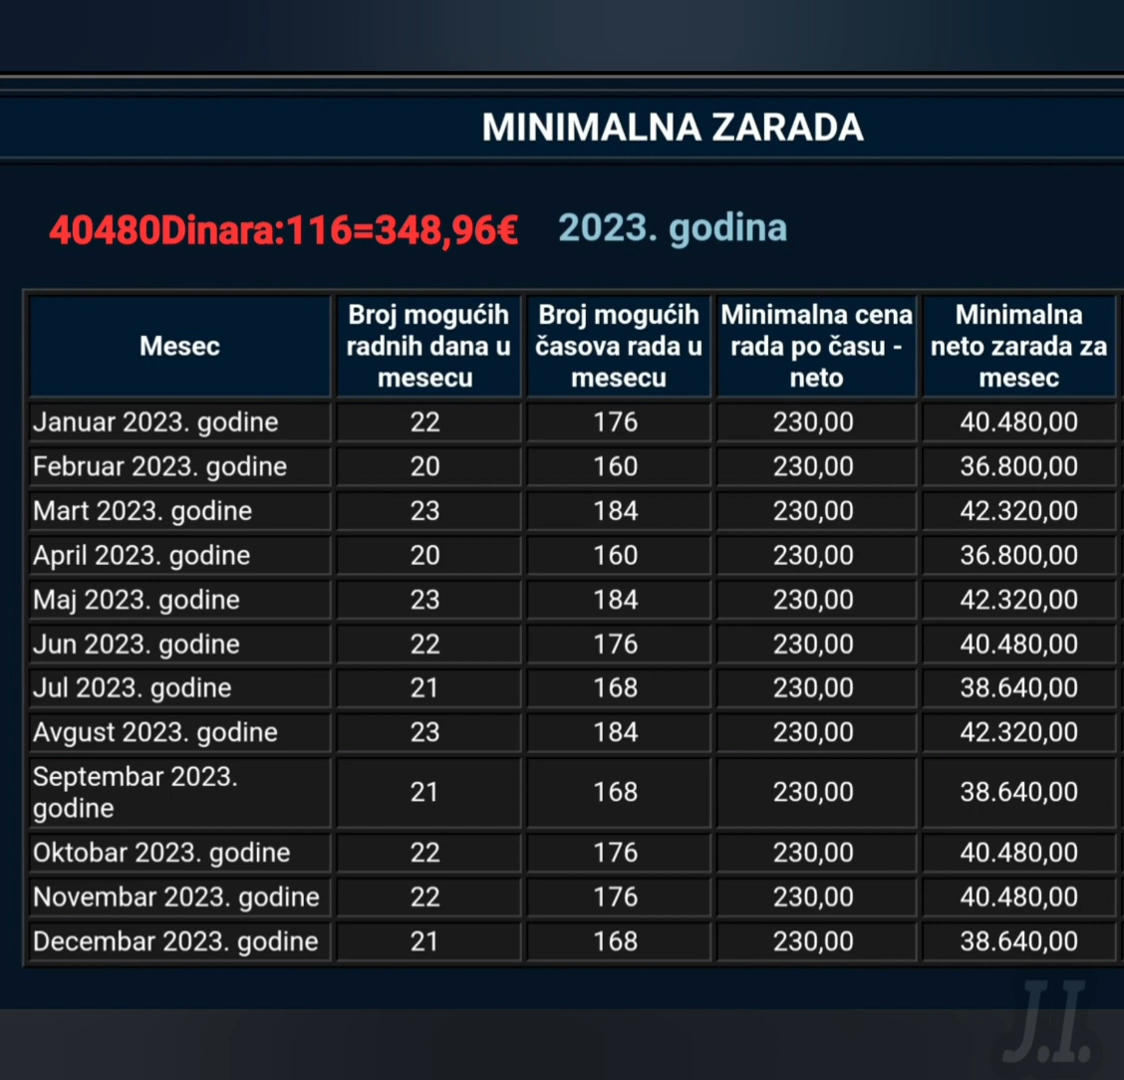 MINIMALNA ZARADA
40480Dinara:116=348,96€ 2023. godina
Mesec Broj mogućih radnih dana u mesecu Broj mogućih časova rada u mesecu Minimalna cena rada po času - neto Minimalna neto zarada za mesec
Januar 2023. godine 22 176 230,00 40.480,00
Februar 2023. godine 20 160 230,00 36.800,00
Mart 2023. godine 23 184 230,00 42.320,00
April 2023. godine 20 160 230,00 36.800,00
Maj 2023. godine 23 184 230,00 42.320,00
Jun 2023. godine 22 176 230,00 40.480,00
Jul 2023. godine 21 168 230,00 38.640,00
Avgust 2023. godine 23 184 230,00 42.320,00
Septembar 2023. godine 21 168 230,00 38.640,00
Oktobar 2023. godine 22 176 230,00 40.480,00
Novembar 2023. godine 22 176 230,00 40.480,00
Decembar 2023. godine 21 168 230,00 38.640,00
J.I.